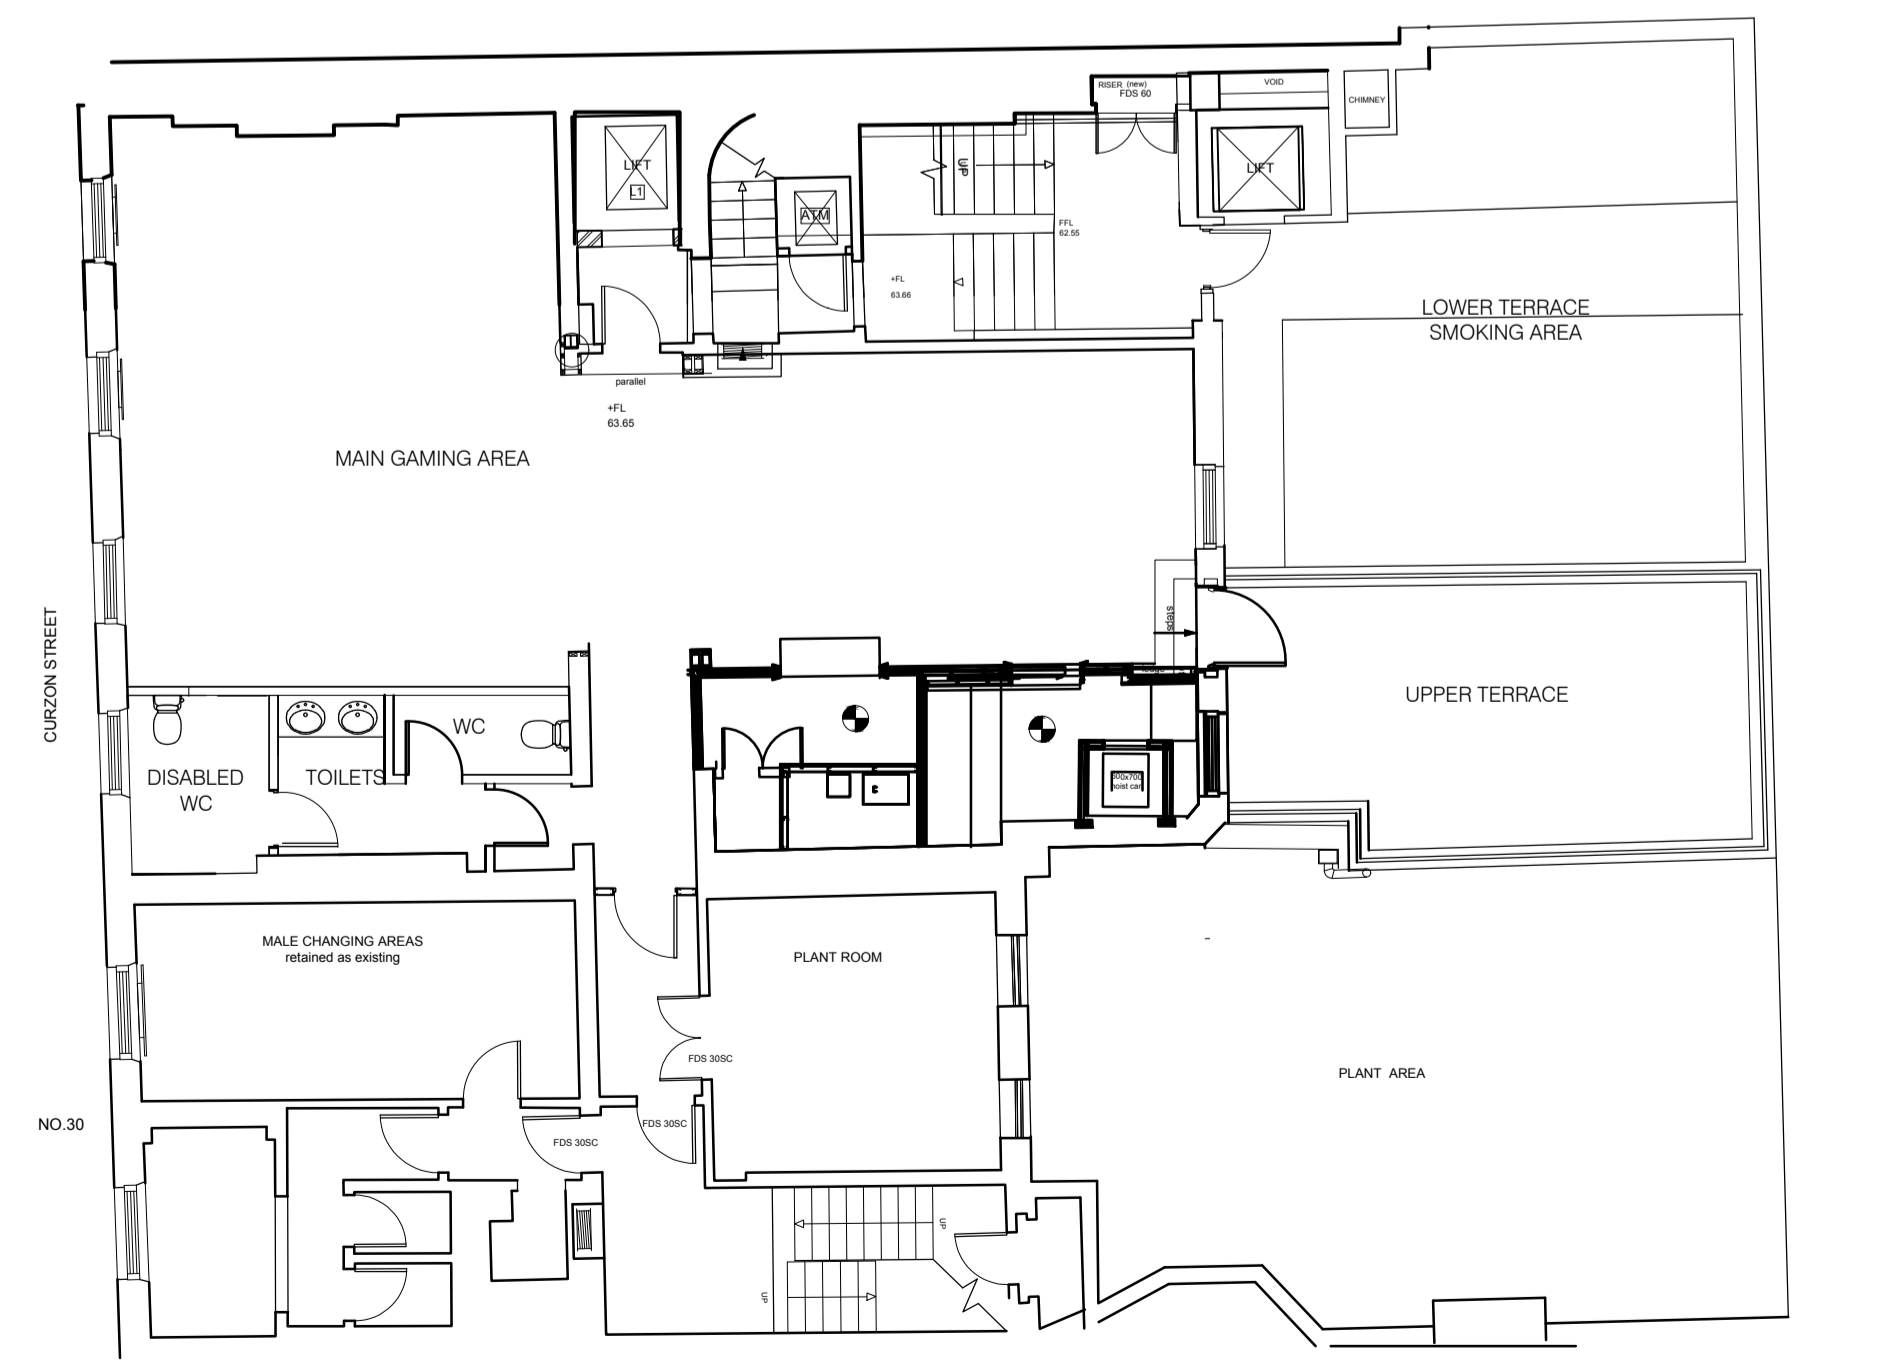 RISER (new)
FDS 60
VOID
CHIMNEY
LIFT
L1
ATM
UP
LIFT
FFL
62.55
+FL
63.66
LOWER TERRACE
SMOKING AREA
parallel
+FL
63.65
MAIN GAMING AREA
CURZON STREET
steps
UPPER TERRACE
WC
DISABLED
WC
TOILETS
hoist car
MALE CHANGING AREAS
retained as existing
PLANT ROOM
FDS 30SC
PLANT AREA
NO.30
FDS 30SC
FDS 30SC
UP
UP